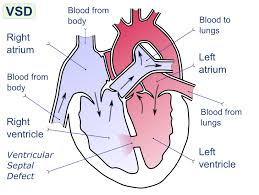 VSD
Blood from
body
Blood to
lungs
Right
atrium
Left
atrium
Blood from
body
Blood from
lungs
Right
ventricle
Ventricular
Septal
Defect
Left
ventricle